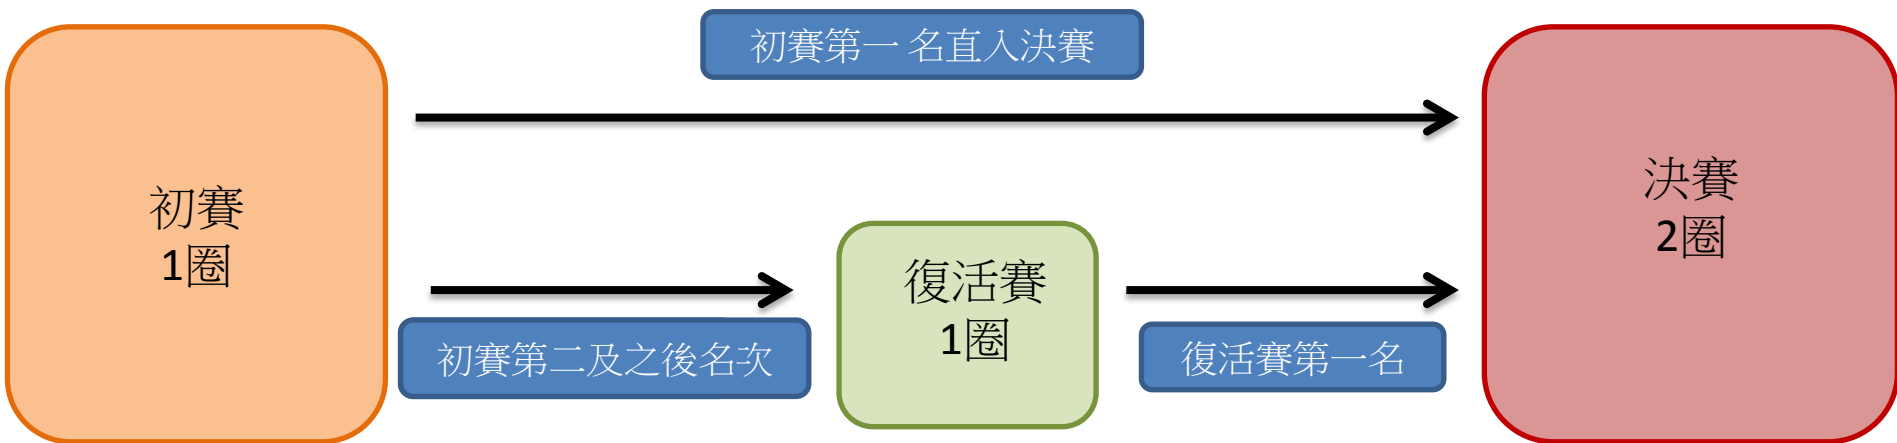 初賽第一名直入決賽
初賽
1圈
決賽
2圈
復活賽
1圈
初賽第二及之後名次
復活賽第一名